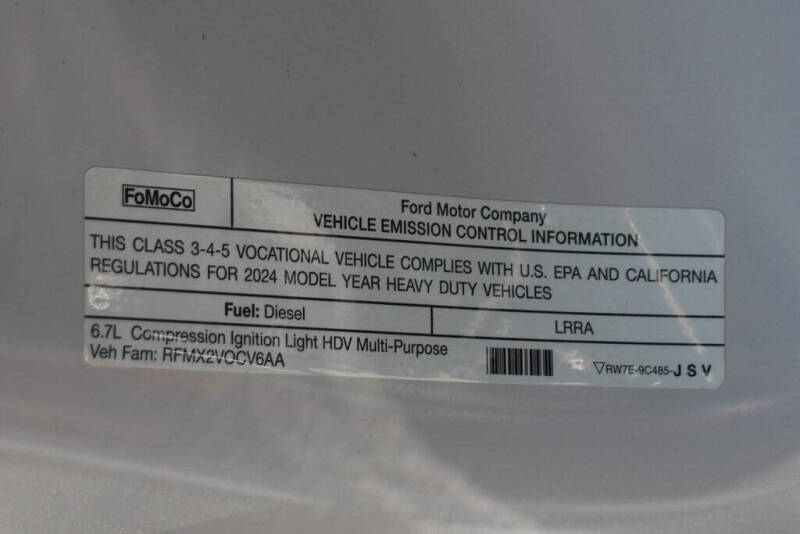 FoMoCo
Ford Motor Company
VEHICLE EMISSION CONTROL INFORMATION
THIS CLASS 3-4-5 VOCATIONAL VEHICLE COMPLIES WITH U.S. EPA AND CALIFORNIA
REGULATIONS FOR 2024 MODEL YEAR HEAVY DUTY VEHICLES
Fuel: Diesel
LRRA
6.7L Compression Ignition Light HDV Multi-Purpose
Veh Fam: RFMX2VOCV6AA
RW7E-9C485-J S V